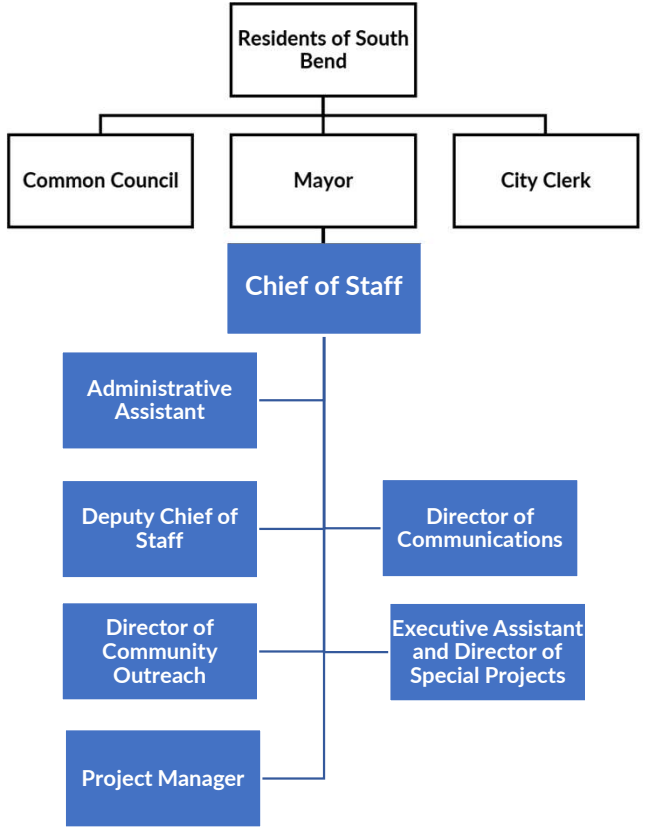 Residents of South
Bend
Common Council
Mayor
City Clerk
Chief of Staff
Administrative
Assistant
Deputy Chief of
Staff
Director of
Communications
Director of
Community
Outreach
Executive Assistant
and Director of
Special Projects
Project Manager